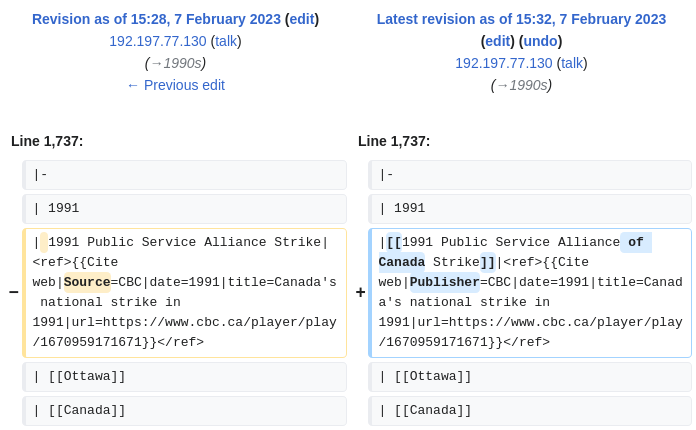 Revision as of 15:28, 7 February 2023 (edit)
192.197.77.130 (talk)
(→1990s)
← Previous edit
Latest revision as of 15:32, 7 February 2023
(edit) (undo)
192.197.77.130 (talk)
(→1990s)
Line 1,737:
Line 1,737:
|-
|-
| 1991
| 1991
−
| 1991 Public Service Alliance Strike|
<ref>{{Cite
web|Source=CBC|date=1991|title=Canada's
national strike in
1991|url=https://www.cbc.ca/player/play
/1670959171671}}</ref>
+
|[[1991 Public Service Alliance of
Canada Strike]]|<ref>{{Cite
web|Publisher=CBC|date=1991|title=Canad
a's national strike in
1991|url=https://www.cbc.ca/player/play
/1670959171671}}</ref>
| [[Ottawa]]
| [[Ottawa]]
| [[Canada]]
| [[Canada]]